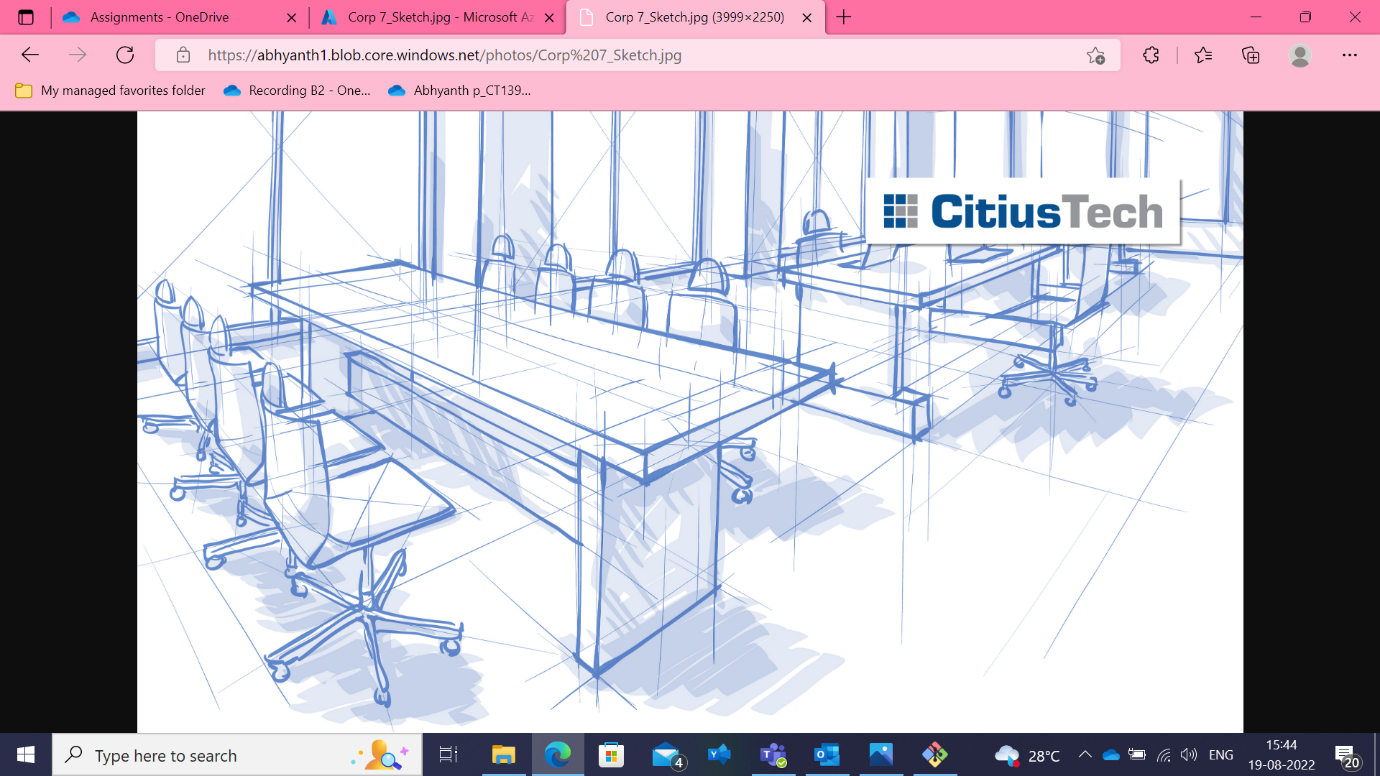 Assignments - OneDrive
Corp 7_Sketch.jpg - Microsoft Az
Corp 7_Sketch.jpg (3999×2250)
https://abhyanth1.blob.core.windows.net/photos/Corp%207_Sketch.jpg
My managed favorites folder
Recording B2 - One...
Abhyanth p_CT139...
CitiusTech
Type here to search
4
28°C
ENG
15:44
19-08-2022
20